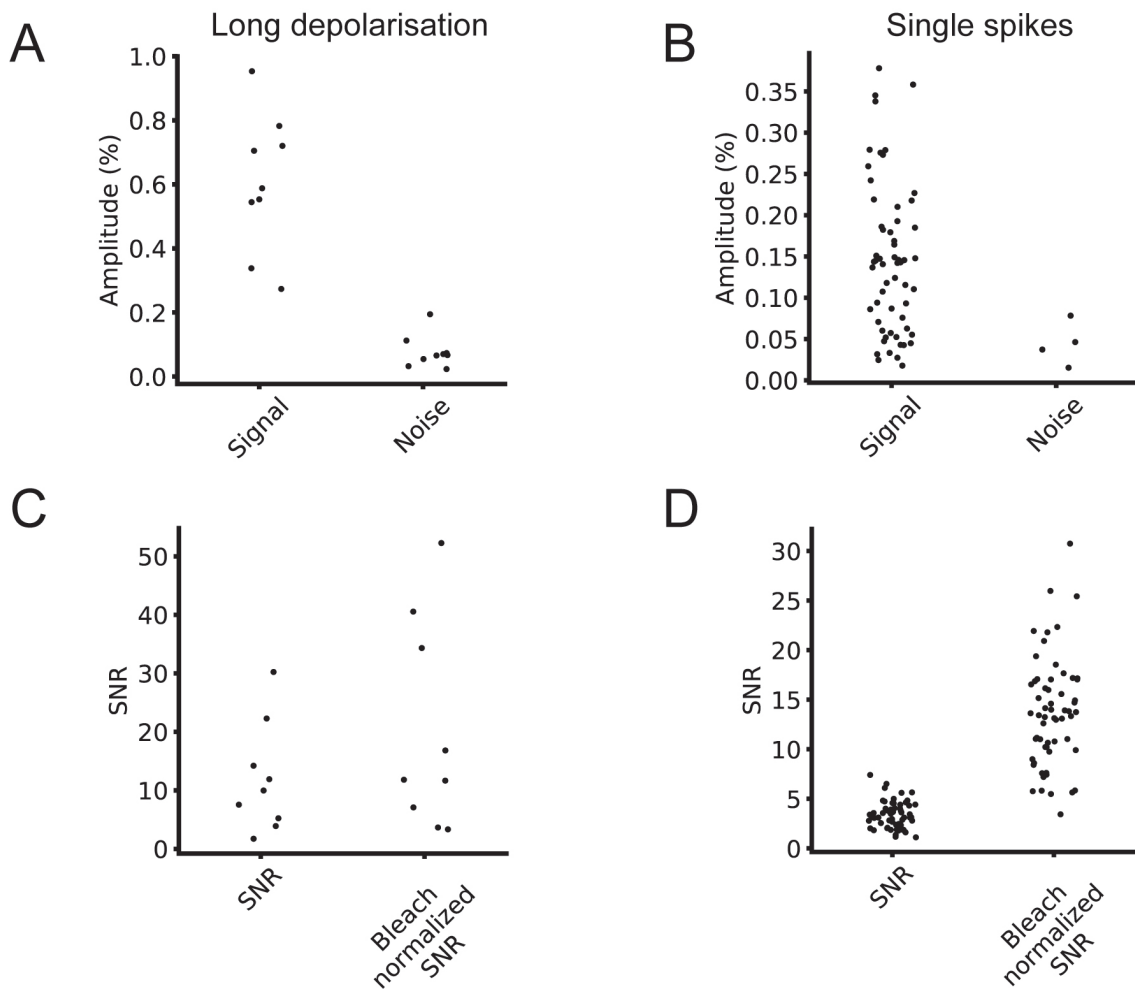 A
Long depolarisation
Amplitude (%)
1.0
0.8
0.6
0.4
0.2
0.0
Signal
Noise
B
Single spikes
Amplitude (%)
0.35
0.30
0.25
0.20
0.15
0.10
0.05
0.00
Signal
Noise
C
SNR
50
40
30
20
10
0
SNR
Bleach
normalized
SNR
D
SNR
30
25
20
15
10
5
0
SNR
Bleach
normalized
SNR